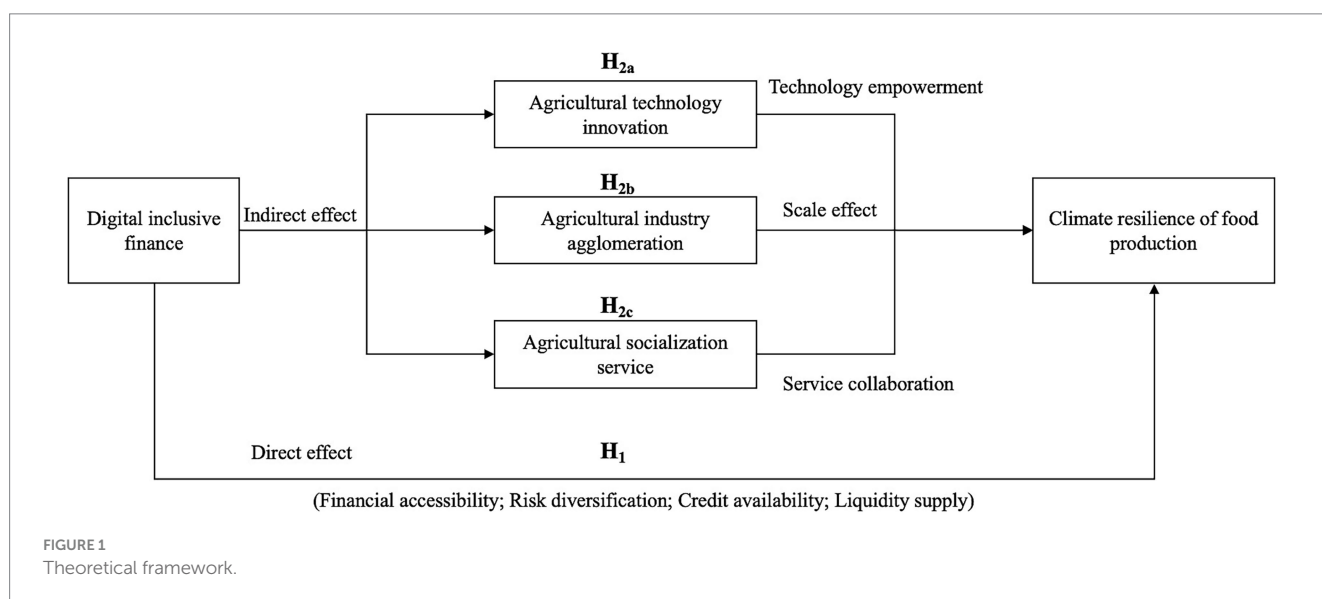 H2a
Agricultural technology
innovation
Technology empowerment
Digital inclusive
finance
Indirect effect
H2b
Agricultural industry
agglomeration
Scale effect
Climate resilience of food
production
H2c
Agricultural socialization
service
Service collaboration
Direct effect
H1
(Financial accessibility; Risk diversification; Credit availability; Liquidity supply)
FIGURE 1
Theoretical framework.